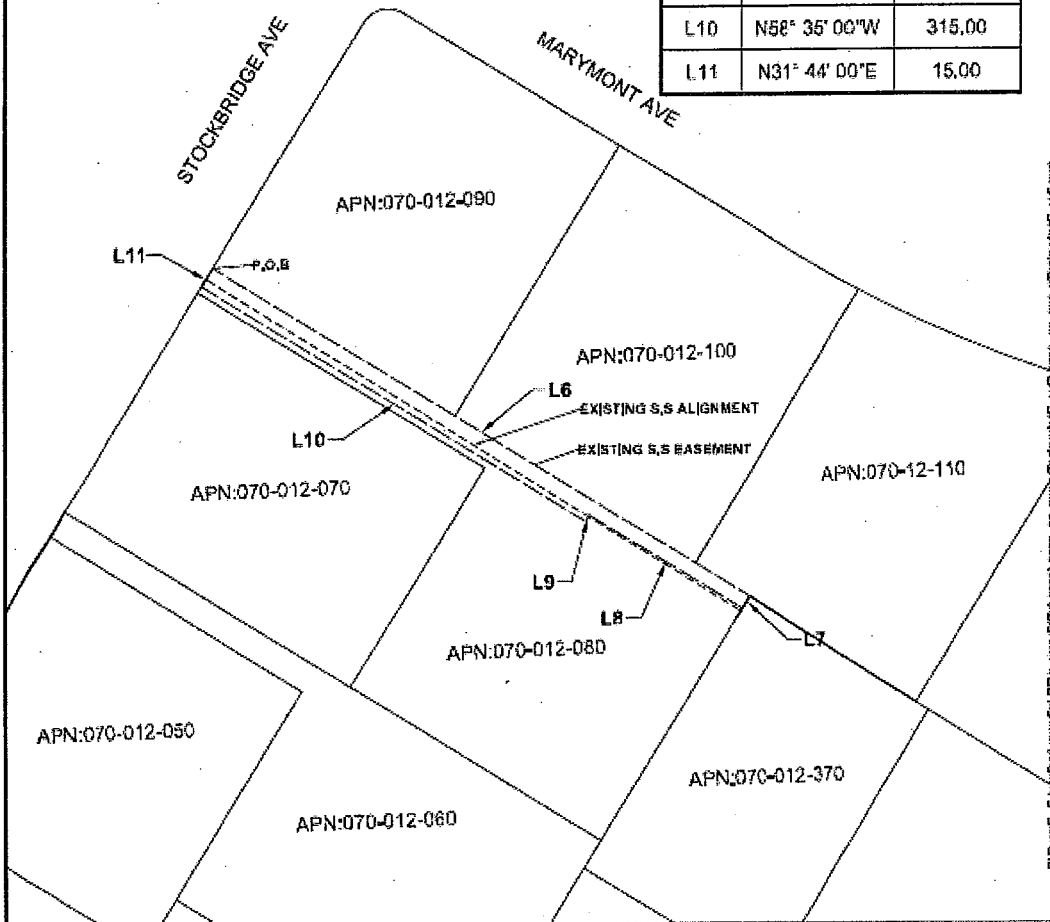 L10 N58° 35' 00"W 315.00
L11 N31° 44' 00"E 15.00
STOCKBRIDGE AVE
MARYMONT AVE
APN:070-012-090
L11
P.O.B
APN:070-012-100
L6
EXISTING S.S ALIGNMENT
EXISTING S.S EASEMENT
L10
APN:070-12-110
APN:070-012-070
L9
L8
L7
APN:070-012-080
APN:070-012-050
APN:070-012-370
APN:070-012-060